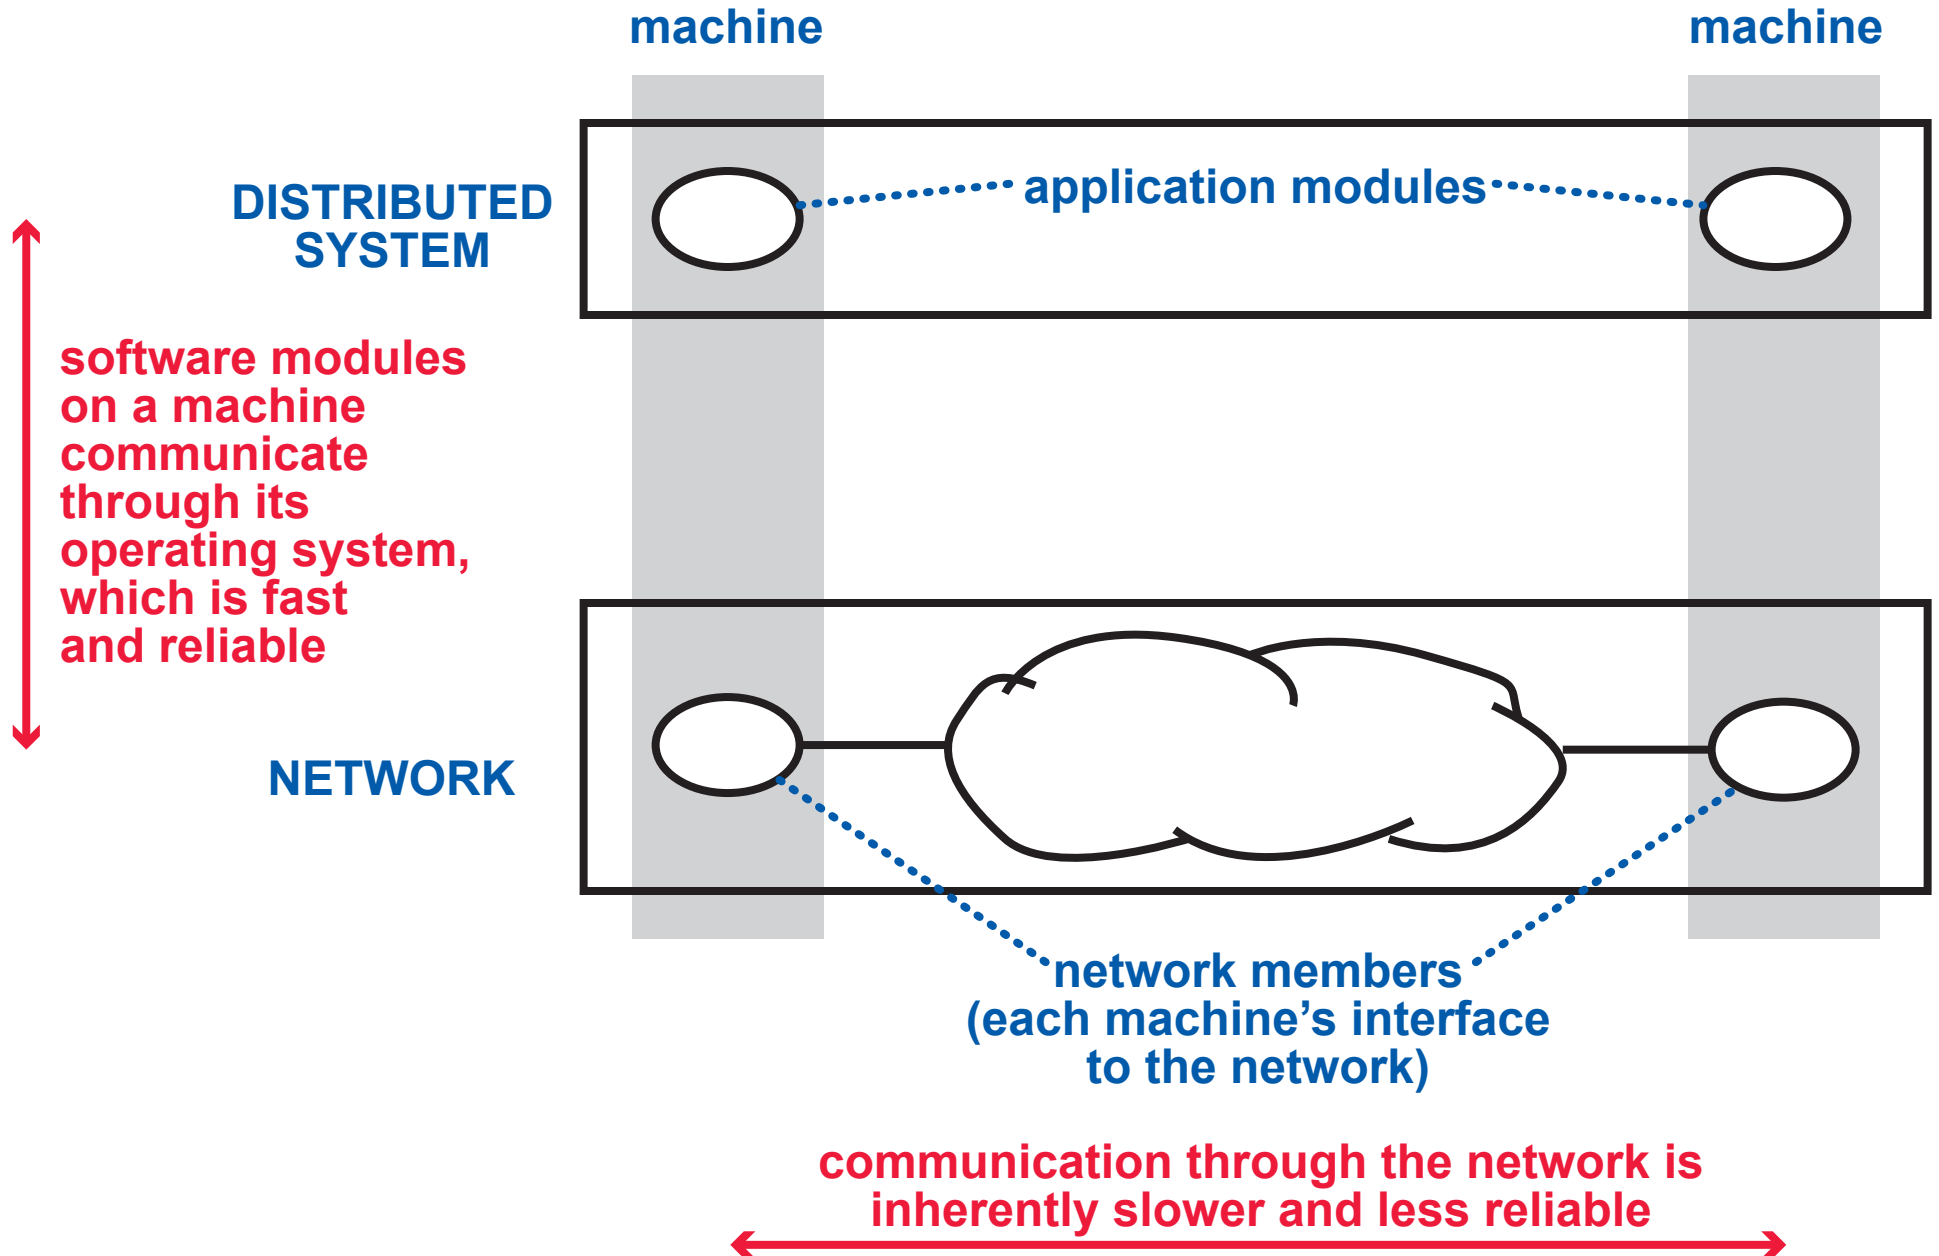 machine
machine
DISTRIBUTED
SYSTEM
application modules
software modules
on a machine
communicate
through its
operating system,
which is fast
and reliable
NETWORK
network members
(each machine’s interface
to the network)
communication through the network is
inherently slower and less reliable